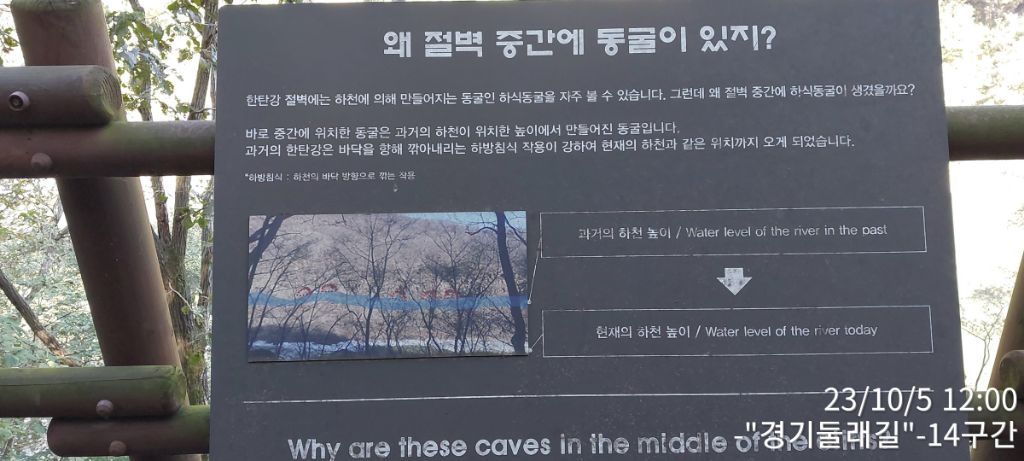 왜 절벽 중간에 동굴이 있지?
한탄강 절벽에는 하천에 의해 만들어지는 동굴인 하식동굴을 자주 볼 수 있습니다. 그런데 왜 절벽 중간에 하식동굴이 생겼을까요?
바로 중간에 위치한 동굴은 과거의 하천이 위치한 높이에서 만들어진 동굴입니다.
과거의 한탄강은 바닥을 향해 깎아내리는 하방침식 작용이 강하여 현재의 하천과 같은 위치까지 오게 되었습니다.
*하방침식 : 하천의 바닥 방향으로 깎는 작용
과거의 하천 높이 / Water level of the river in the past
현재의 하천 높이 / Water level of the river today
Why are these caves in the middle of the
23/10/5 12:00
"경기둘레길"-14구간